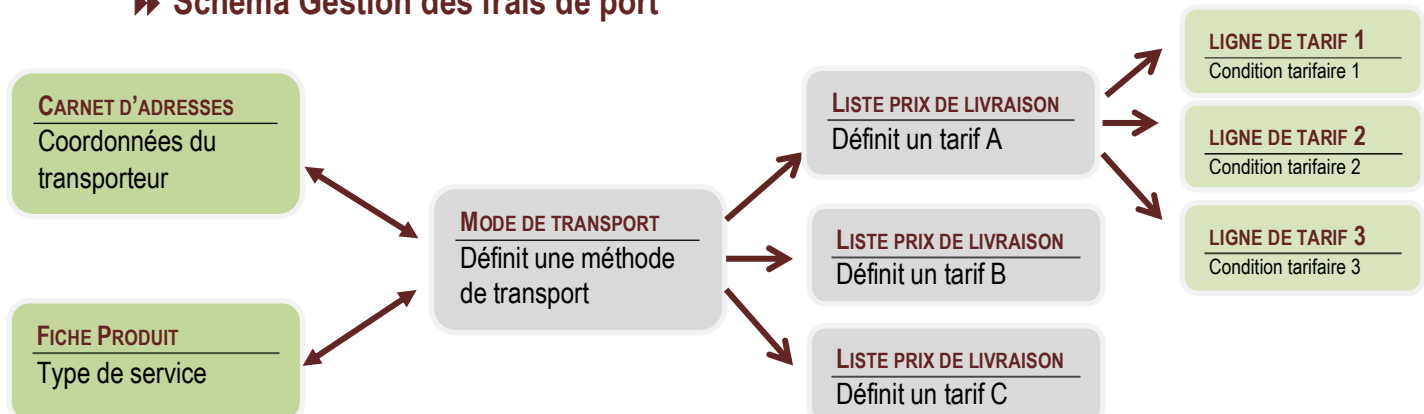 Schéma Gestion des frais de port
CARNET D'ADRESSES
Coordonnées du
transporteur
FICHE PRODUIT
Type de service
MODE DE TRANSPORT
Définit une méthode
de transport
LISTE PRIX DE LIVRAISON
Définit un tarif A
LISTE PRIX DE LIVRAISON
Définit un tarif B
LISTE PRIX DE LIVRAISON
Définit un tarif C
LIGNE DE TARIF 1
Condition tarifaire 1
LIGNE DE TARIF 2
Condition tarifaire 2
LIGNE DE TARIF 3
Condition tarifaire 3